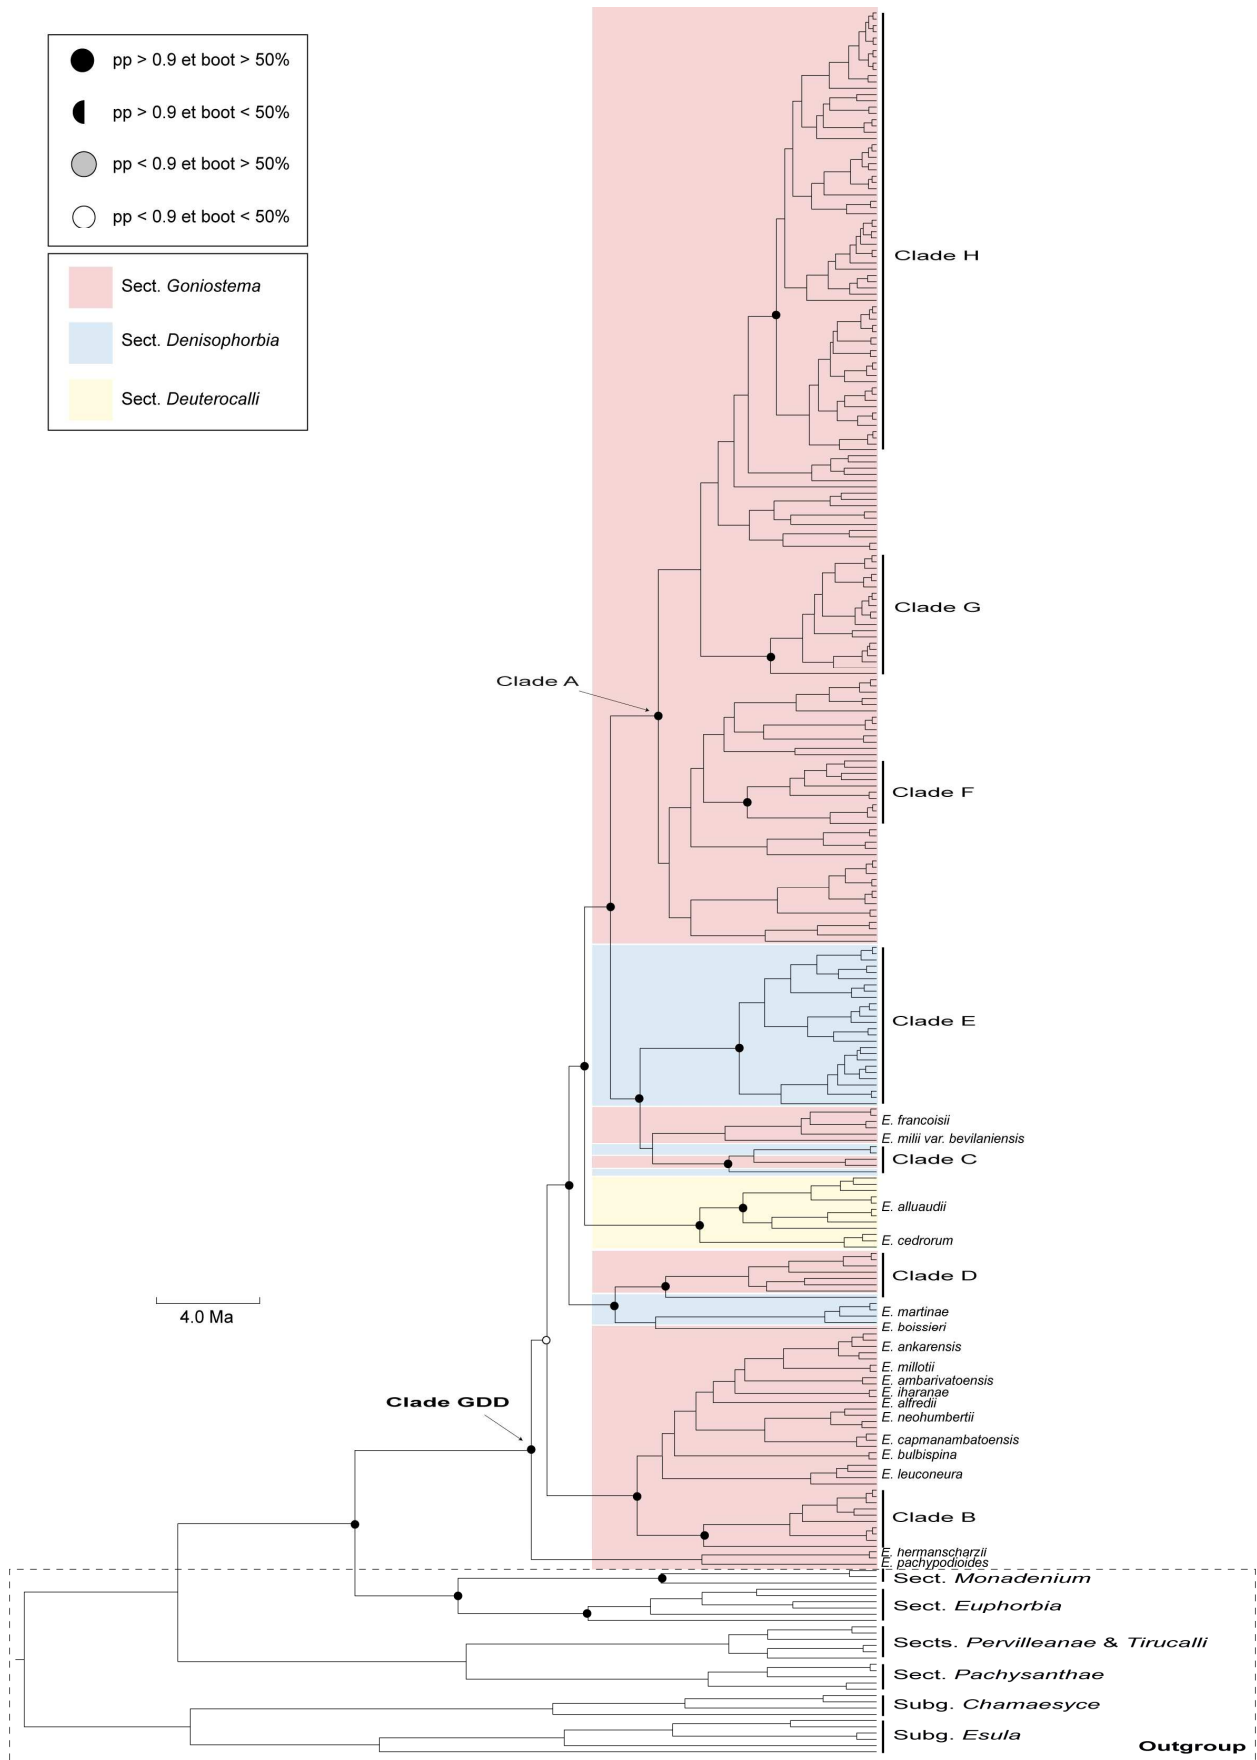 pp > 0.9 et boot > 50%
pp > 0.9 et boot < 50%
pp < 0.9 et boot > 50%
pp < 0.9 et boot < 50%
Sect. Goniostema
Sect. Denisophorbia
Sect. Deuterocalli
Clade H
Clade G
Clade A
Clade F
Clade E
E. francoisii
E. milii var. bevilaniensis
Clade C
E. alluaudii
E. cedrorum
Clade D
4.0 Ma
E. martinae
E. boissieri
E. ankarensis
E. millotii
E. ambarivatoensis
E. iharanae
E. alfredii
Clade GDD
E. neohumbertii
E. capmanambatoensis
E. bulbispina
E. leuconeura
Clade B
E. hermanscharzii
E. pachypodioides
Sect. Monadenium
Sect. Euphorbia
Sects. Pervilleanae & Tirucalli
Sect. Pachysanthae
Subg. Chamaesyce
Subg. Esula
Outgroup